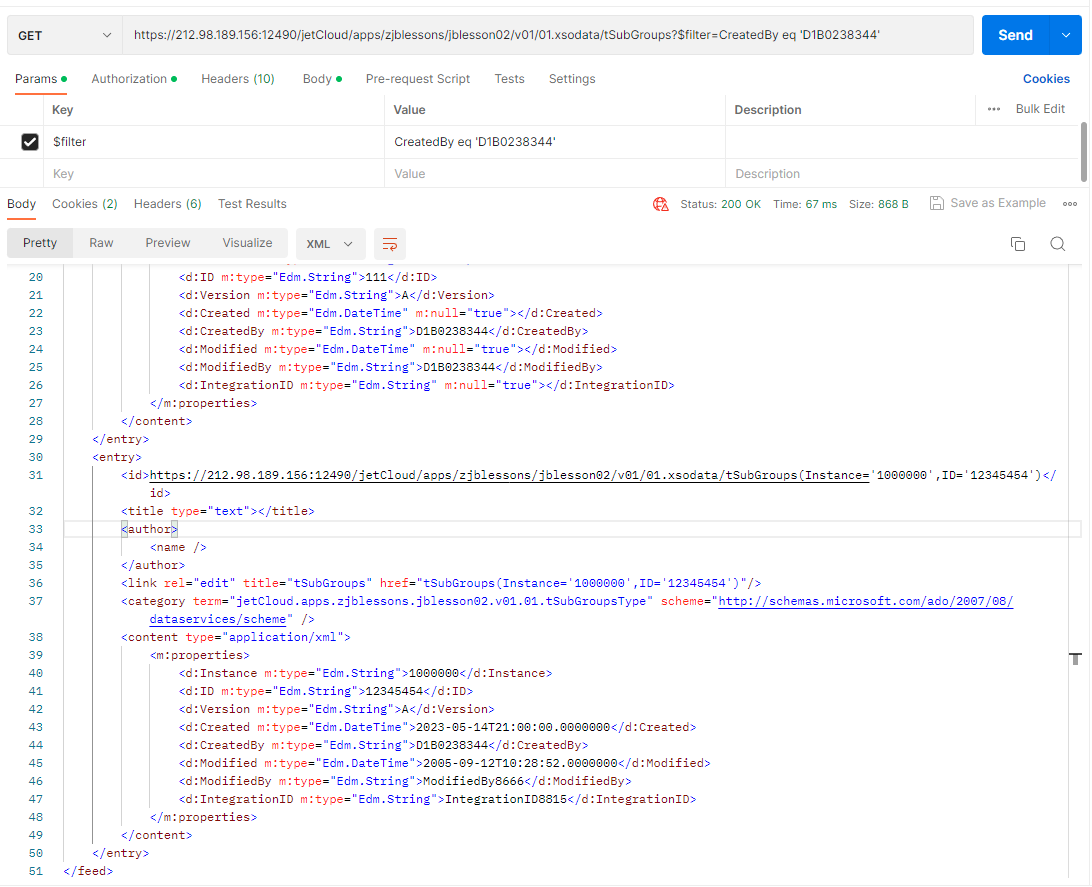 GET
https://212.98.189.156:12490/jetCloud/apps/zjblessons/jblesson02/v01/01.xsodata/tSubGroups?$filter=CreatedBy eq 'D1B0238344'
Send
Params Authorization Headers (10) Body Pre-request Script Tests Settings Cookies
Key Value Description ••• Bulk Edit
$filter CreatedBy eq 'D1B0238344'
Key Value Description
Body Cookies (2) Headers (6) Test Results Status: 200 OK Time: 67 ms Size: 868 B Save as Example
Pretty Raw Preview Visualize XML
20 <d:ID m:type="Edm.String">111</d:ID>
21 <d:Version m:type="Edm.String">A</d:Version>
22 <d:Created m:type="Edm.DateTime" m:null="true"></d:Created>
23 <d:CreatedBy m:type="Edm.String">D1B0238344</d:CreatedBy>
24 <d:Modified m:type="Edm.DateTime" m:null="true"></d:Modified>
25 <d:ModifiedBy m:type="Edm.String">D1B0238344</d:ModifiedBy>
26 <d:IntegrationID m:type="Edm.String" m:null="true"></d:IntegrationID>
27 </m:properties>
28 </content>
29 </entry>
30 <entry>
31 <id>https://212.98.189.156:12490/jetCloud/apps/zjblessons/jblesson02/v01/01.xsodata/tSubGroups(Instance='1000000',ID='12345454')</
id>
32 <title type="text"></title>
33 <author>
34 <name />
35 </author>
36 <link rel="edit" title="tSubGroups" href="tSubGroups(Instance='1000000',ID='12345454')"/>
37 <category term="jetCloud.apps.zjblessons.jblesson02.v01.01.tSubGroupsType" scheme="http://schemas.microsoft.com/ado/2007/08/
dataservices/scheme" />
38 <content type="application/xml">
39 <m:properties>
40 <d:Instance m:type="Edm.String">1000000</d:Instance>
41 <d:ID m:type="Edm.String">12345454</d:ID>
42 <d:Version m:type="Edm.String">A</d:Version>
43 <d:Created m:type="Edm.DateTime">2023-05-14T21:00:00.0000000</d:Created>
44 <d:CreatedBy m:type="Edm.String">D1B0238344</d:CreatedBy>
45 <d:Modified m:type="Edm.DateTime">2005-09-12T10:28:52.0000000</d:Modified>
46 <d:ModifiedBy m:type="Edm.String">ModifiedBy8666</d:ModifiedBy>
47 <d:IntegrationID m:type="Edm.String">IntegrationID8815</d:IntegrationID>
48 </m:properties>
49 </content>
50 </entry>
51 </feed>